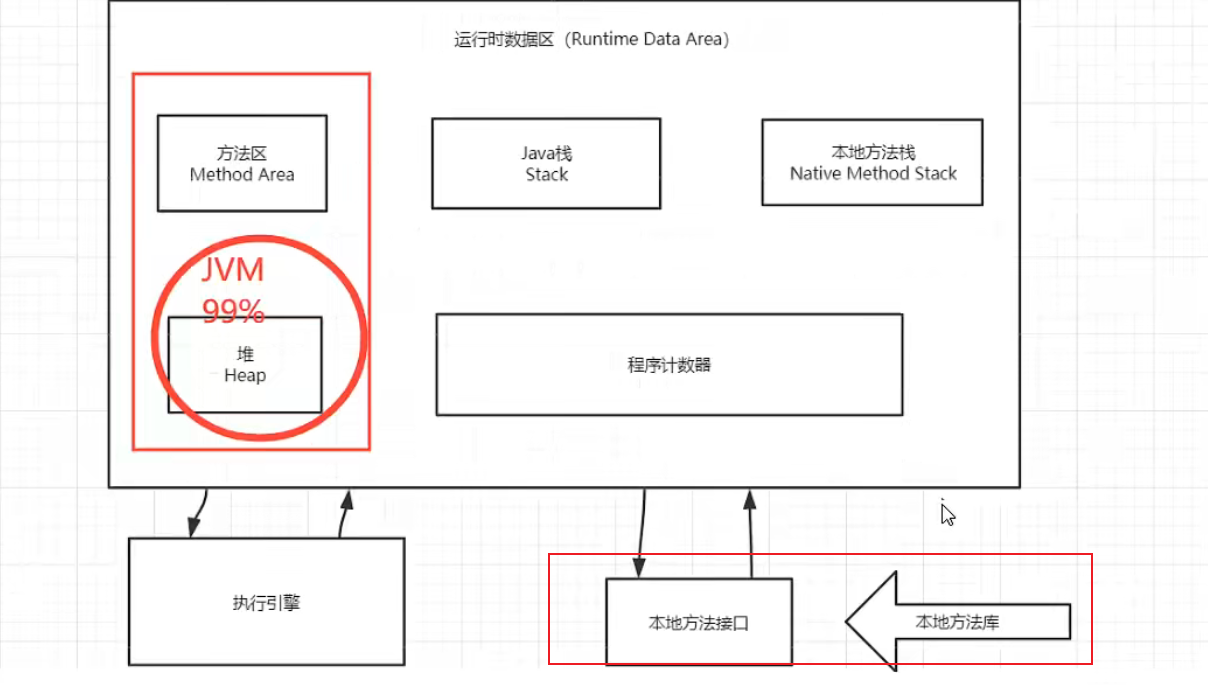 运行时数据区（Runtime Data Area）
方法区
Method Area
Java栈
Stack
本地方法栈
Native Method Stack
JVM
99%
堆
Heap
程序计数器
执行引擎
本地方法接口
本地方法库